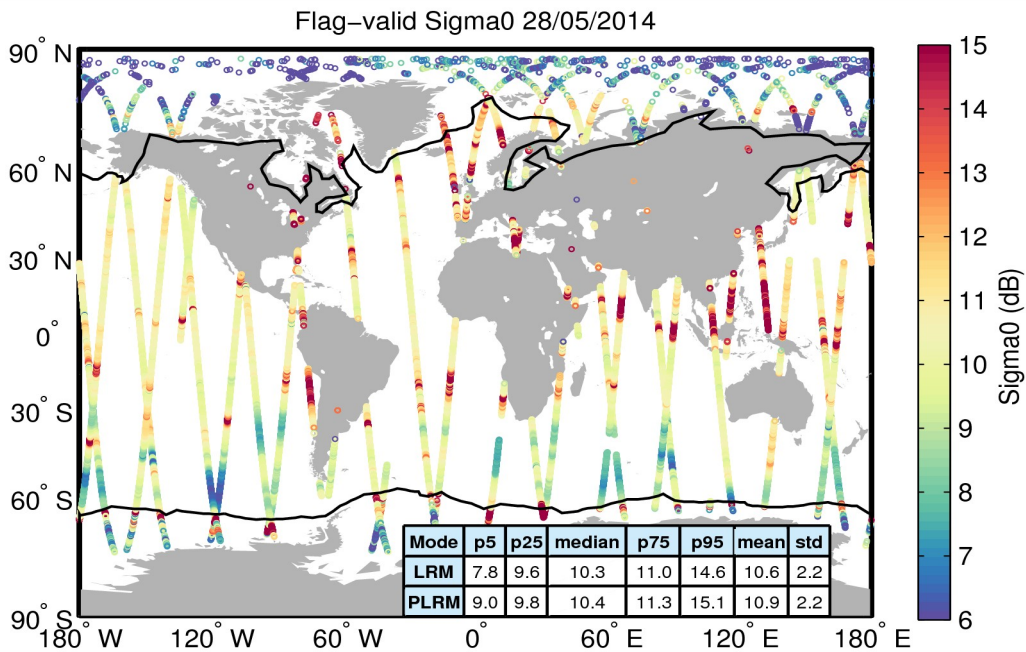 Flag−valid Sigma0 28/05/2014
90° N
60° N
30° N
0°
30° S
60° S
90° S
180° W
120° W
60° W
0°
60° E
120° E
180° E
15
14
13
12
11
10
9
8
7
6
Sigma0 (dB)
Mode p5 p25 median p75 p95 mean std
LRM 7.8 9.6 10.3 11.0 14.6 10.6 2.2
PLRM 9.0 9.8 10.4 11.3 15.1 10.9 2.2